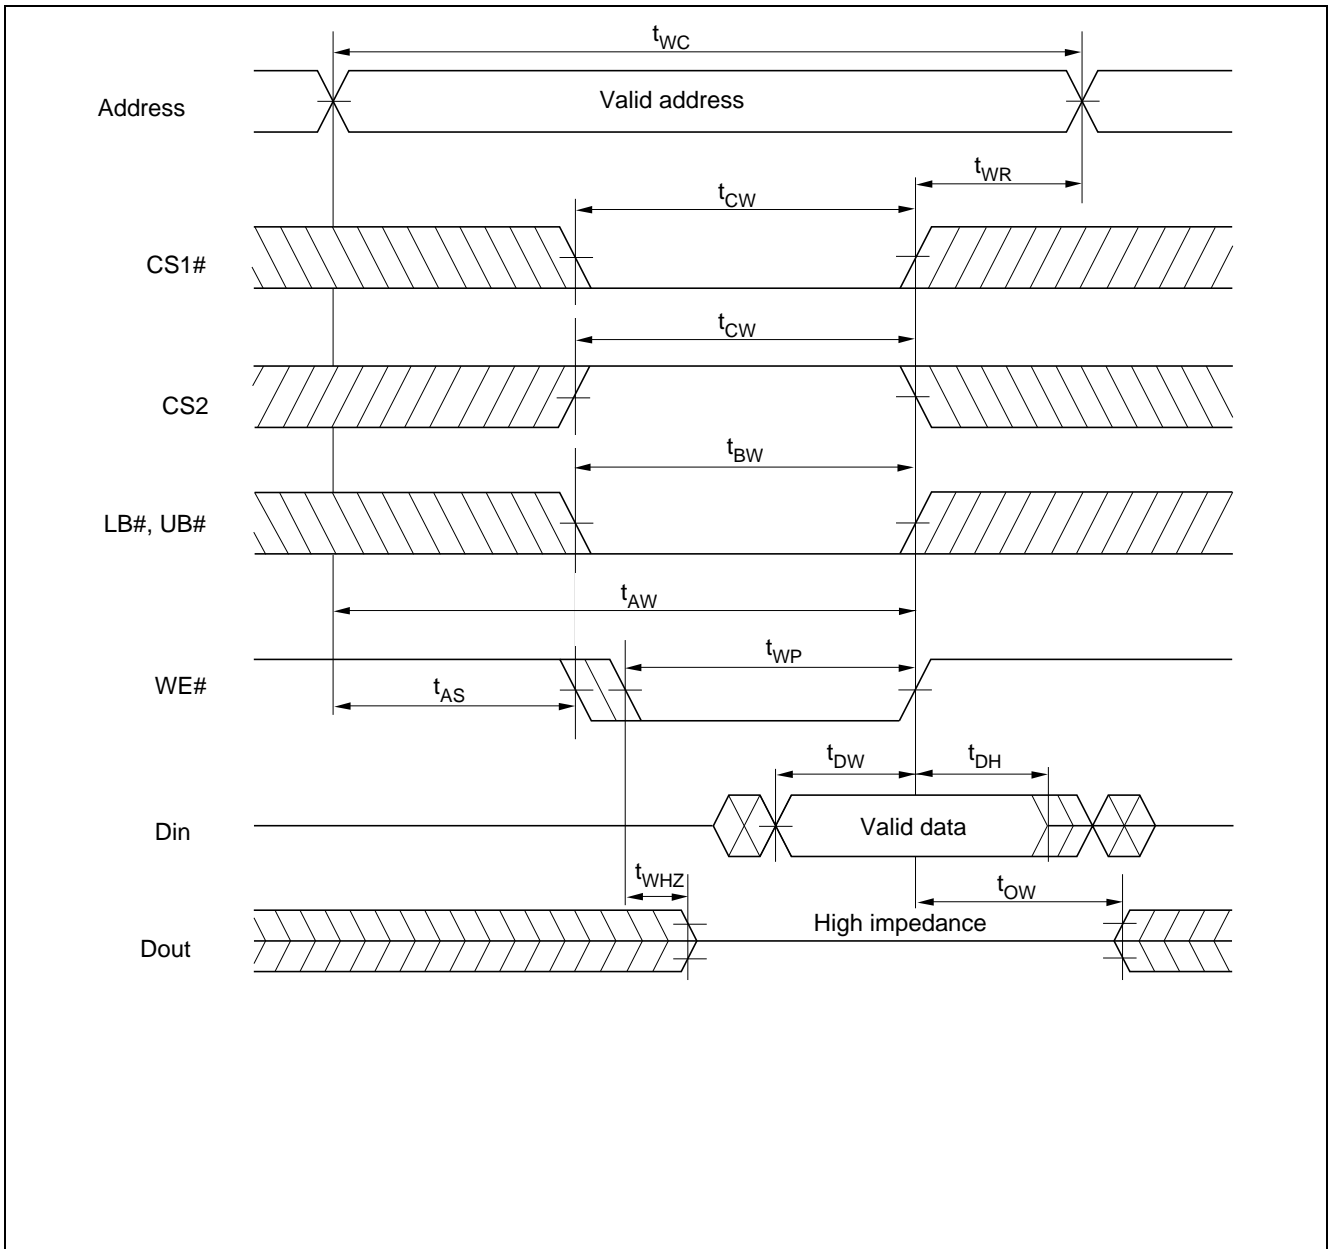 tWC
Address
Valid address
tWR
tCW
CS1#
tCW
CS2
tBW
LB#, UB#
tAW
tWP
WE#
tAS
tDW
tDH
Din
Valid data
tWHZ
tOW
High impedance
Dout